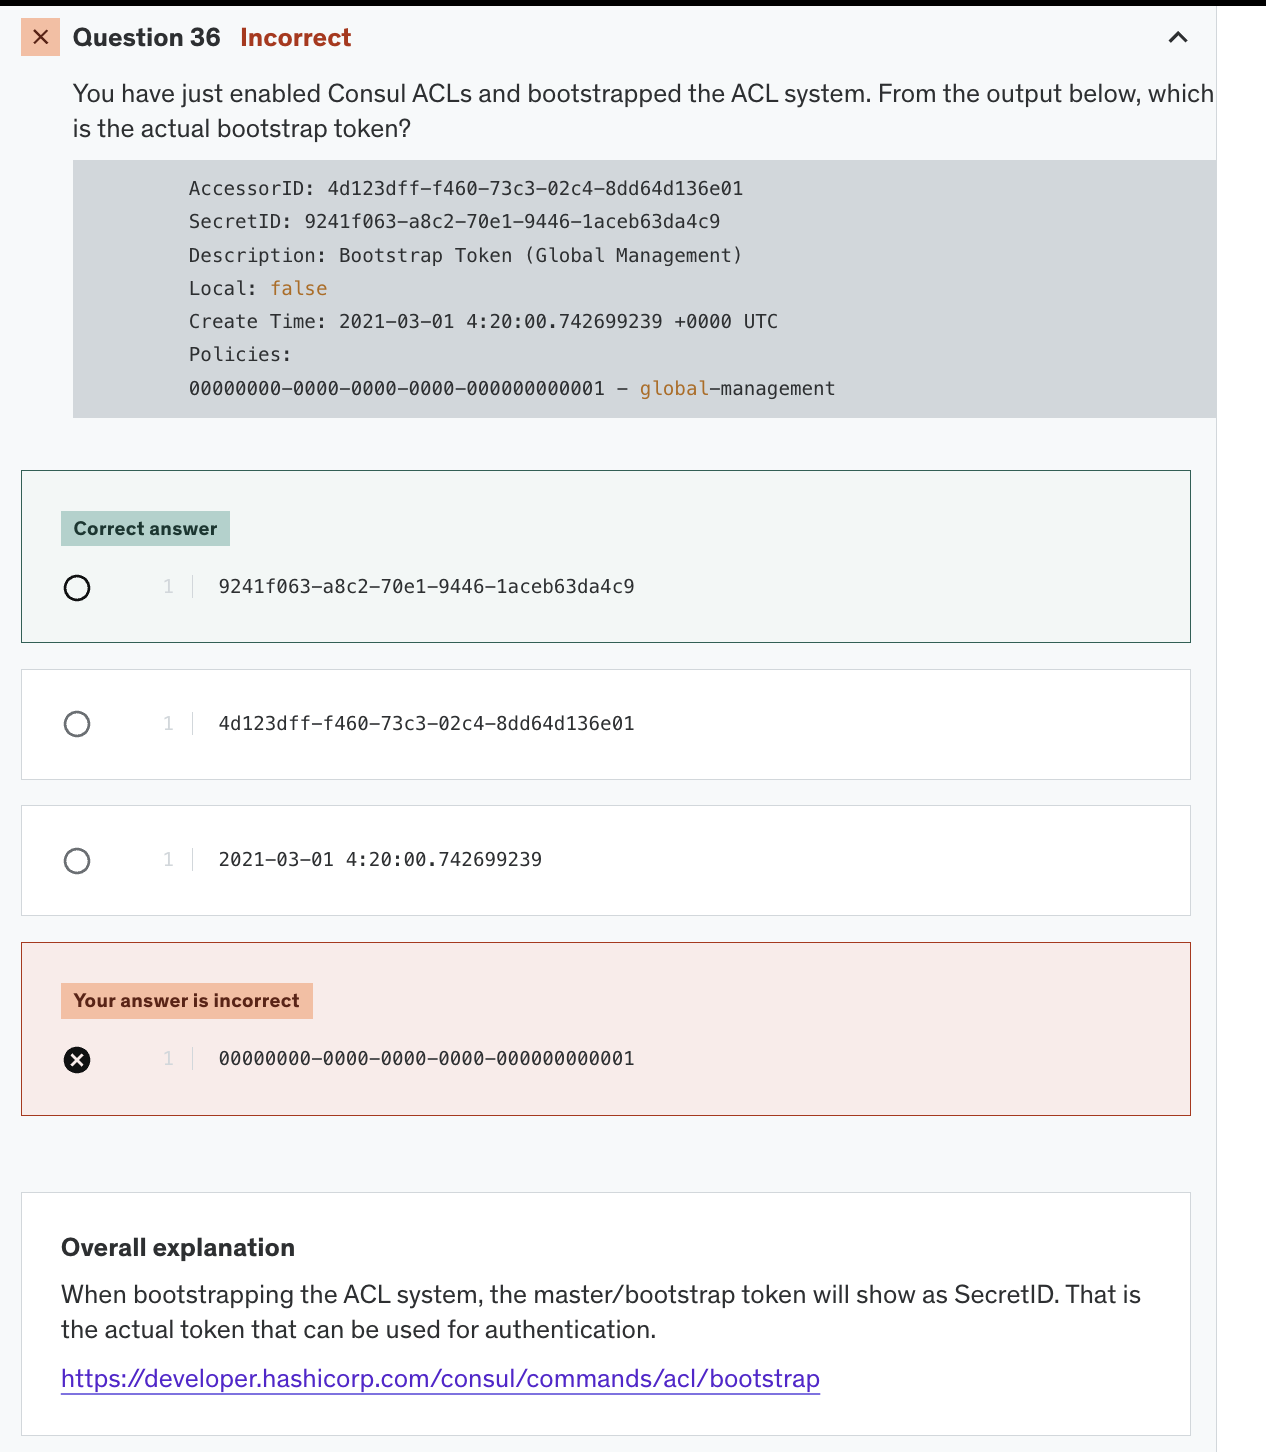 Question 36 Incorrect
You have just enabled Consul ACLs and bootstrapped the ACL system. From the output below, which
is the actual bootstrap token?
AccessorID: 4d123dff-f460-73c3-02c4-8dd64d136e01
SecretID: 9241f063-a8c2-70e1-9446-1aceb63da4c9
Description: Bootstrap Token (Global Management)
Local: false
Create Time: 2021-03-01 4:20:00.742699239 +0000 UTC
Policies:
00000000-0000-0000-0000-000000000001 - global-management
Correct answer
1 9241f063-a8c2-70e1-9446-1aceb63da4c9
1 4d123dff-f460-73c3-02c4-8dd64d136e01
1 2021-03-01 4:20:00.742699239
Your answer is incorrect
1 00000000-0000-0000-0000-000000000001
Overall explanation
When bootstrapping the ACL system, the master/bootstrap token will show as SecretID. That is
the actual token that can be used for authentication.
https://developer.hashicorp.com/consul/commands/acl/bootstrap